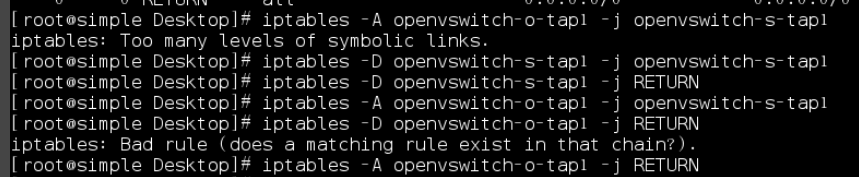 [root@simple Desktop]# iptables -A openvswitch-o-tap1 -j openvswitch-s-tap1
iptables: Too many levels of symbolic links.
[root@simple Desktop]# iptables -D openvswitch-s-tap1 -j openvswitch-s-tap1
[root@simple Desktop]# iptables -D openvswitch-s-tap1 -j RETURN
[root@simple Desktop]# iptables -A openvswitch-o-tap1 -j openvswitch-s-tap1
[root@simple Desktop]# iptables -D openvswitch-o-tap1 -j RETURN
iptables: Bad rule (does a matching rule exist in that chain?).
[root@simple Desktop]# iptables -A openvswitch-o-tap1 -j RETURN